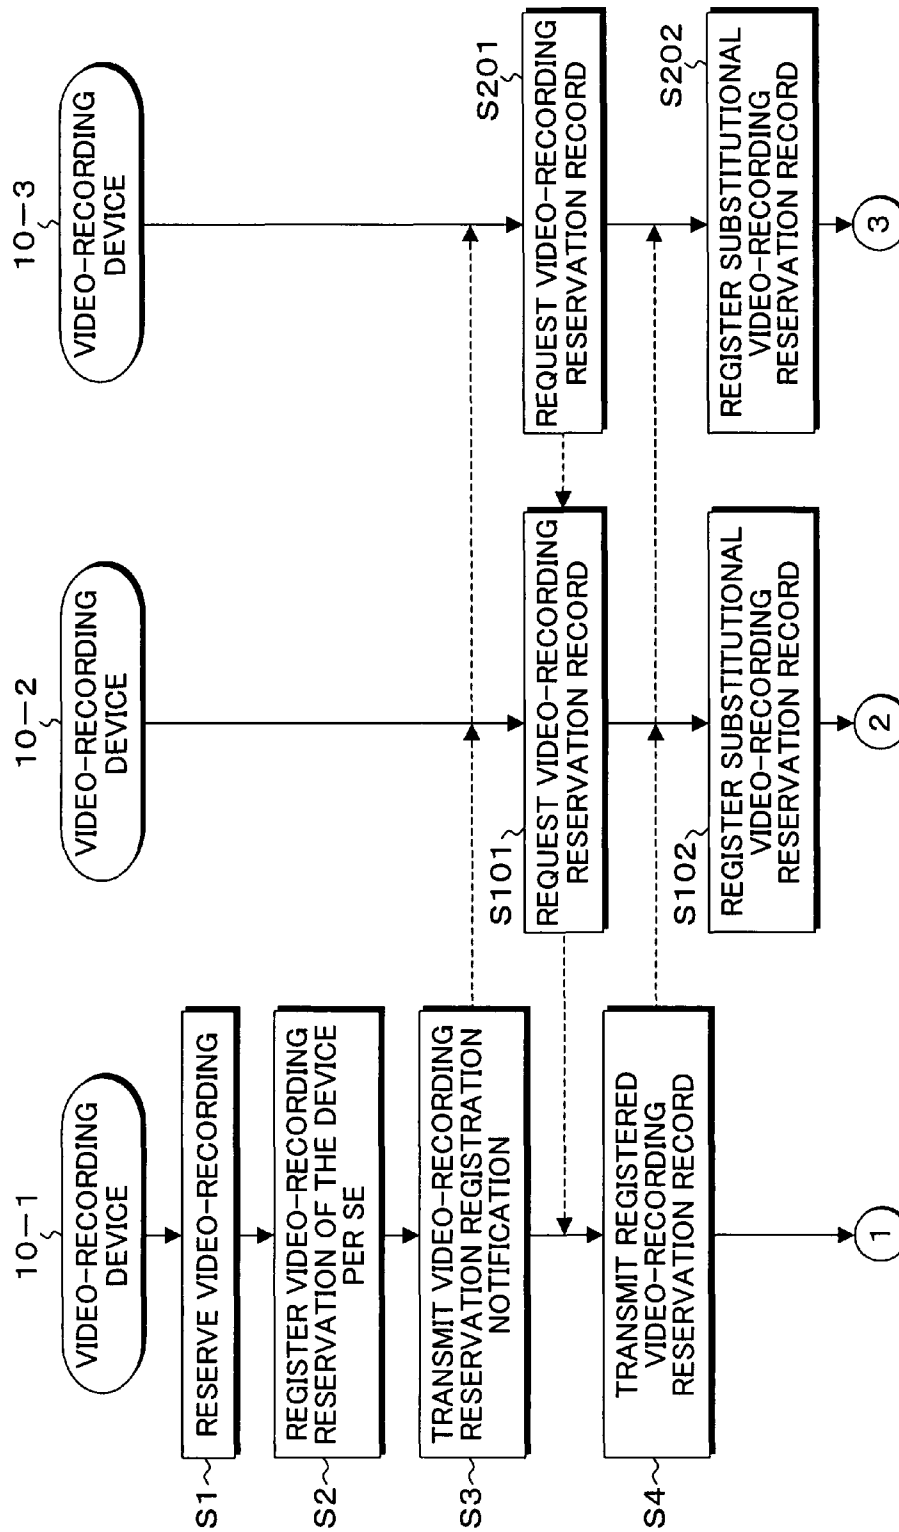 10-1
VIDEO-RECORDING
DEVICE
S1
RESERVE VIDEO-RECORDING
S2
REGISTER VIDEO-RECORDING
RESERVATION OF THE DEVICE
PER SE
S3
TRANSMIT VIDEO-RECORDING
RESERVATION REGISTRATION
NOTIFICATION
S4
TRANSMIT REGISTERED
VIDEO-RECORDING
RESERVATION RECORD
1
10-2
VIDEO-RECORDING
DEVICE
S101
REQUEST VIDEO-RECORDING
RESERVATION RECORD
S102
REGISTER SUBSTITUTIONAL
VIDEO-RECORDING
RESERVATION RECORD
2
10-3
VIDEO-RECORDING
DEVICE
S201
REQUEST VIDEO-RECORDING
RESERVATION RECORD
S202
REGISTER SUBSTITUTIONAL
VIDEO-RECORDING
RESERVATION RECORD
3